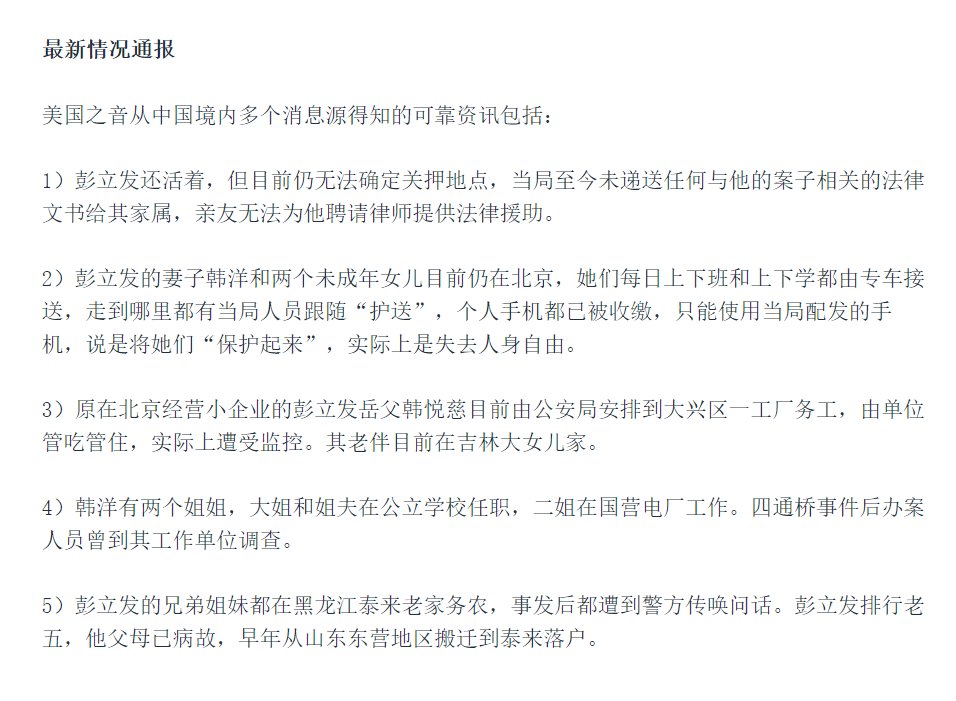 最新情况通报
美国之音从中国境内多个消息源得知的可靠资讯包括：
1）彭立发还活着，但目前仍无法确定关押地点，当局至今未递送任何与他的案子相关的法律
文书给其家属，亲友无法为他聘请律师提供法律援助。
2）彭立发的妻子韩洋和两个未成年女儿目前仍在北京，她们每日上下班和上下学都由专车接
送，走到哪里都有当局人员跟随“护送”，个人手机都已被收缴，只能使用当局配发的手
机，说是将她们“保护起来”，实际上是失去人身自由。
3）原在北京经营小企业的彭立发岳父韩悦慈目前由公安局安排到大兴区一工厂务工，由单位
管吃管住，实际上遭受监控。其老伴目前在吉林大女儿家。
4）韩洋有两个姐姐，大姐和姐夫在公立学校任职，二姐在国营电厂工作。四通桥事件后办案
人员曾到其工作单位调查。
5）彭立发的兄弟姐妹都在黑龙江泰来老家务农，事发后都遭到警方传唤问话。彭立发排行老
五，他父母已病故，早年从山东东营地区搬迁到泰来落户。